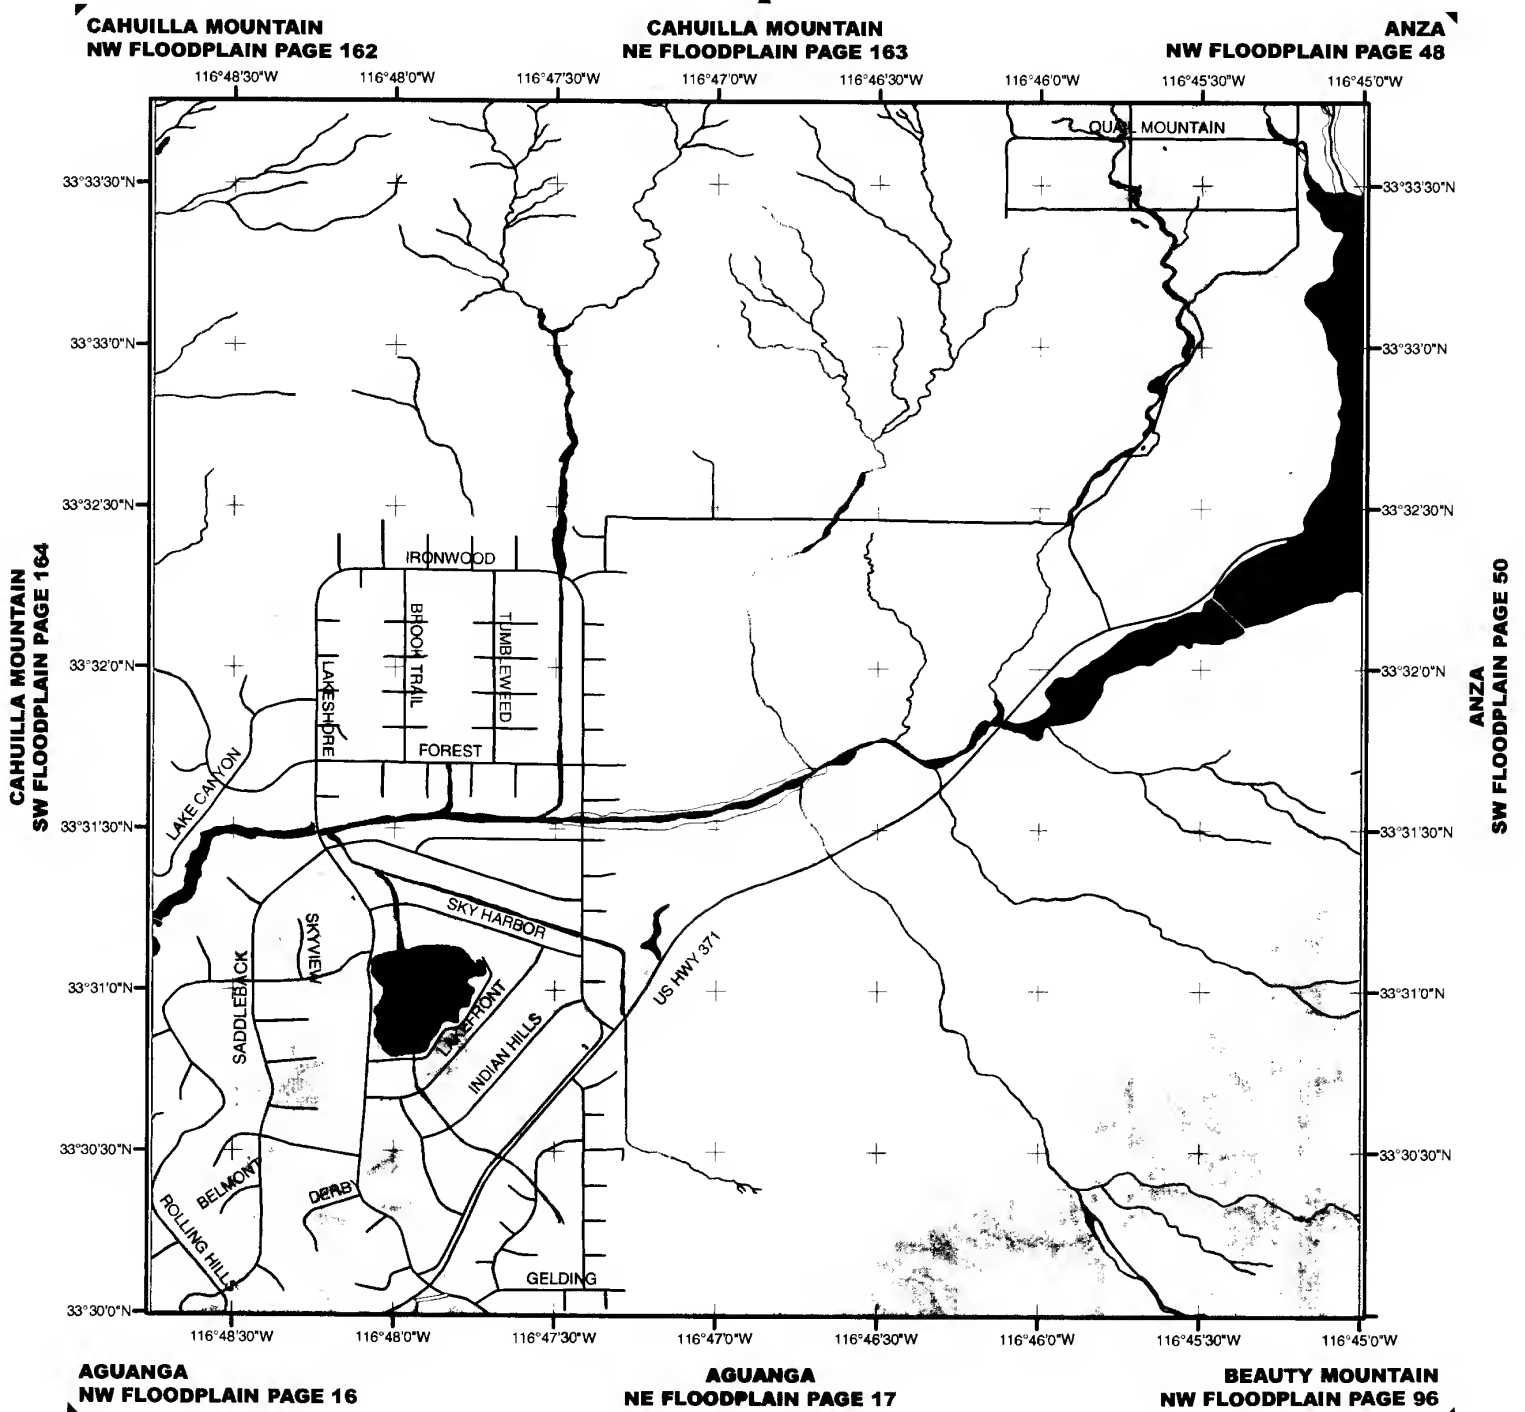 CAHUILLA MOUNTAIN
NW FLOODPLAIN PAGE 162
CAHUILLA MOUNTAIN
NE FLOODPLAIN PAGE 163
ANZA
NW FLOODPLAIN PAGE 48
116°48'30"W
116°48'0"W
116°47'30"W
116°47'0"W
116°46'30"W
116°46'0"W
116°45'30"W
116°45'0"W
QUAIL MOUNTAIN
33°33'30"N
33°33'30"N
33°33'0"N
33°33'0"N
33°32'30"N
33°32'30"N
CAHUILLA MOUNTAIN
SW FLOODPLAIN PAGE 164
ANZA
SW FLOODPLAIN PAGE 50
IRONWOOD
BROOK TRAIL
TUMBLEWEED
LAKESHORE
33°32'0"N
33°32'0"N
FOREST
LAKE CANYON
33°31'30"N
33°31'30"N
SKY HARBOR
SKYVIEW
SADDLEBACK
US HWY 371
33°31'0"N
33°31'0"N
LAKEFRONT
INDIAN HILLS
33°30'30"N
33°30'30"N
BELMONT
DERBY
ROLLING HILLS
GELDING
33°30'0"N
116°48'30"W
116°48'0"W
116°47'30"W
116°47'0"W
116°46'30"W
116°46'0"W
116°45'30"W
116°45'0"W
AGUANGA
NW FLOODPLAIN PAGE 16
AGUANGA
NE FLOODPLAIN PAGE 17
BEAUTY MOUNTAIN
NW FLOODPLAIN PAGE 96